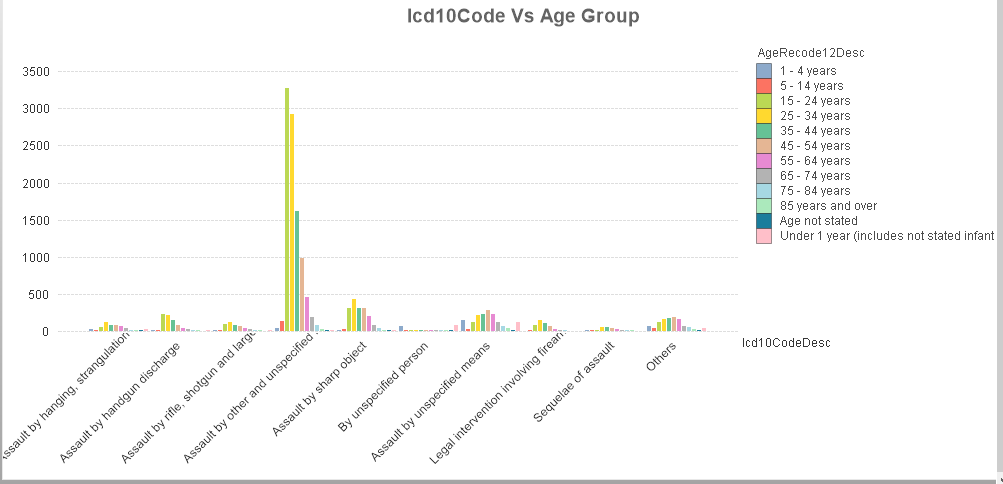 Icd10Code Vs Age Group
AgeRecode12Desc
1 - 4 years
5 - 14 years
15 - 24 years
25 - 34 years
35 - 44 years
45 - 54 years
55 - 64 years
65 - 74 years
75 - 84 years
85 years and over
Age not stated
Under 1 year (includes not stated infant
3500
3000
2500
2000
1500
1000
500
0
Icd10CodeDesc
ssault by hanging, strangulation
Assault by handgun discharge
Assault by rifle, shotgun and large
Assault by other and unspecified
Assault by sharp object
By unspecified person
Assault by unspecified means
Legal intervention involving firear
Sequelae of assault
Others